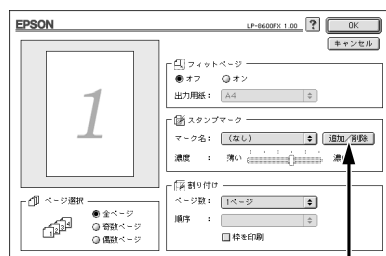 EPSON
LP-8600FX 1.00
?
OK
キャンセル
1
フィットページ
オフ オン
出力用紙： A4
スタンプマーク
マーク名： (なし) 追加／削除
濃度 ： 薄い 濃い
割り付け
ページ数： 1ページ
順序 ：
枠を印刷
ページ選択
全ページ
奇数ページ
偶数ページ